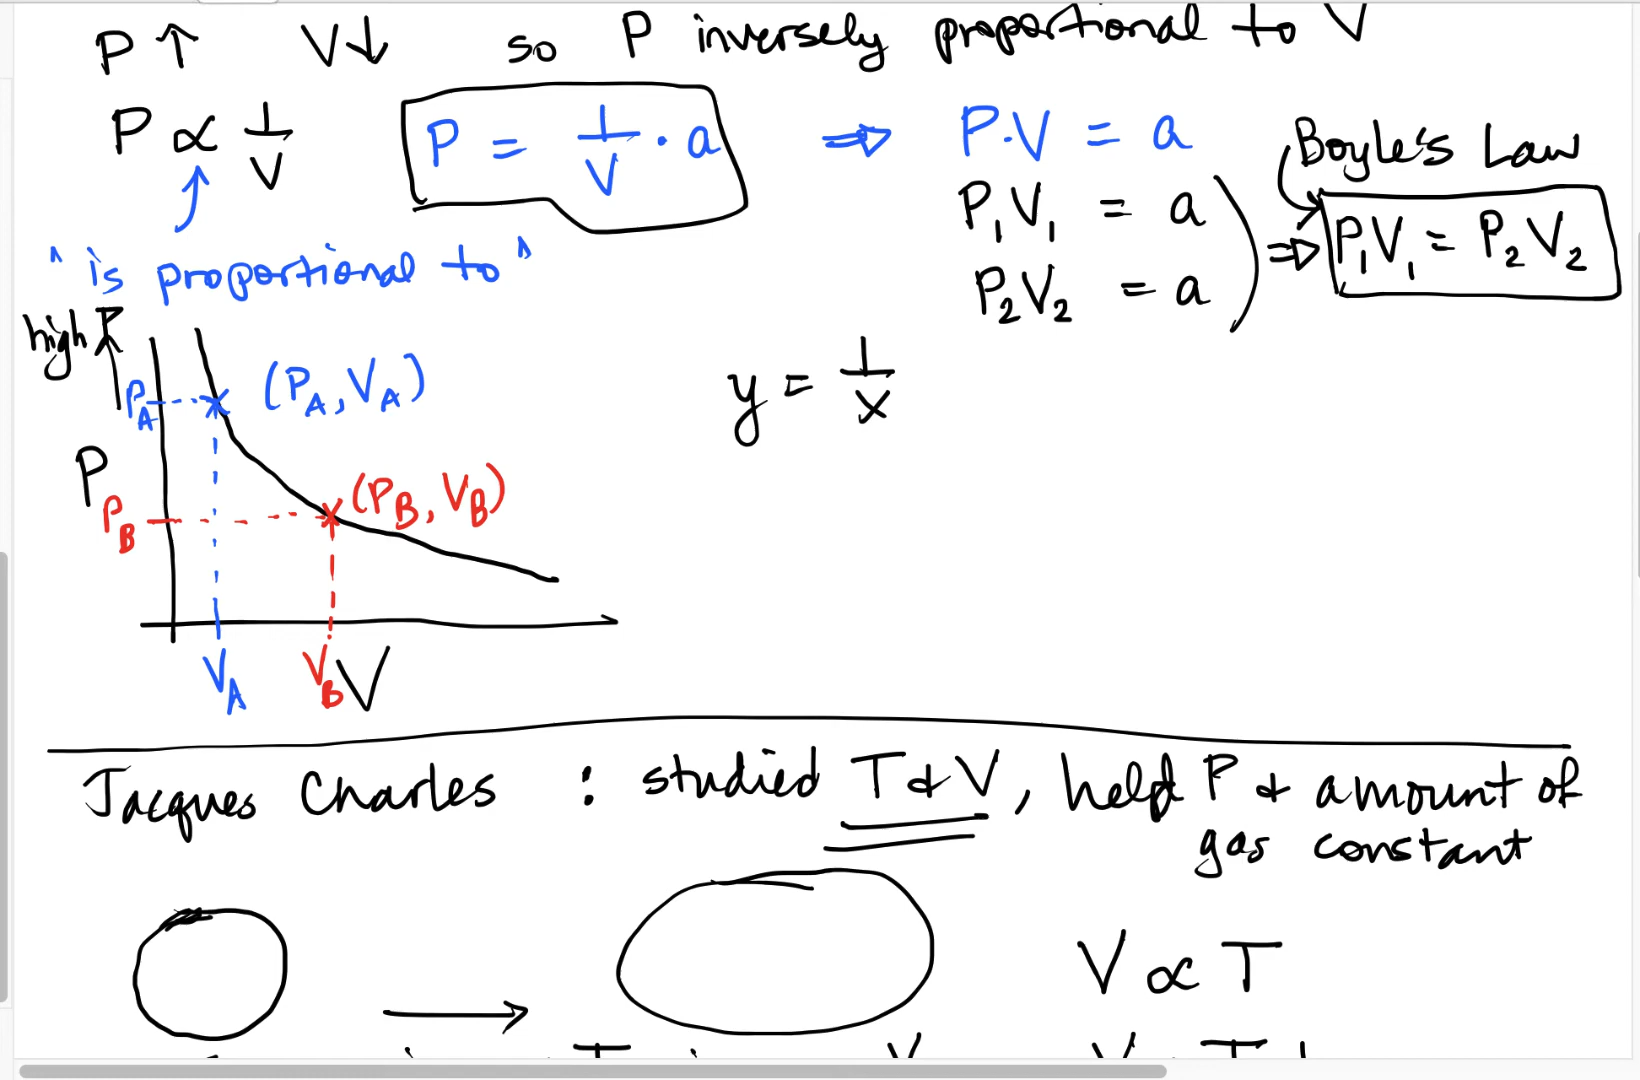 P ↑ V↓ so P inversely proportional to V
P ∝ 1/V P = 1/V · a ⇒ P·V = a Boyle's Law
P₁V₁ = a ⇒ P₁V₁ = P₂V₂
P₂V₂ = a
"is proportional to"
high P
y = 1/x
P_A (P_A, V_A)
P
P_B (P_B, V_B)
V_A V_B V
Jacques Charles : studied T & V, held P & amount of
gas constant
V ∝ T